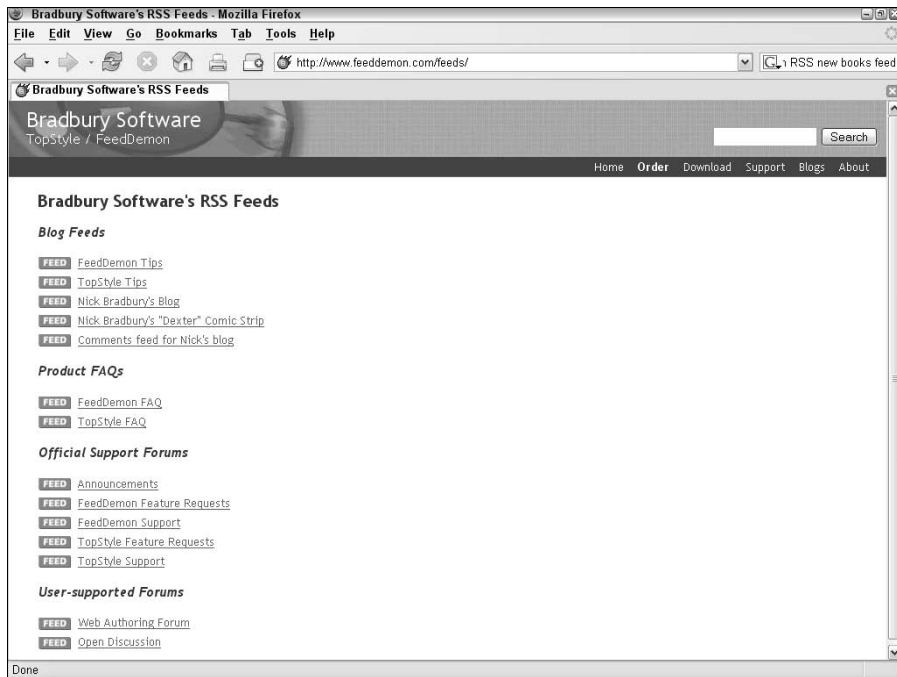 Bradbury Software's RSS Feeds - Mozilla Firefox
File Edit View Go Bookmarks Tab Tools Help
http://www.feeddemon.com/feeds/ RSS new books feed
Bradbury Software's RSS Feeds
Bradbury Software
TopStyle / FeedDemon
Search
Home Order Download Support Blogs About
Bradbury Software's RSS Feeds
Blog Feeds
FEED FeedDemon Tips
FEED TopStyle Tips
FEED Nick Bradbury's Blog
FEED Nick Bradbury's "Dexter" Comic Strip
FEED Comments feed for Nick's blog
Product FAQs
FEED FeedDemon FAQ
FEED TopStyle FAQ
Official Support Forums
FEED Announcements
FEED FeedDemon Feature Requests
FEED FeedDemon Support
FEED TopStyle Feature Requests
FEED TopStyle Support
User-supported Forums
FEED Web Authoring Forum
FEED Open Discussion
Done